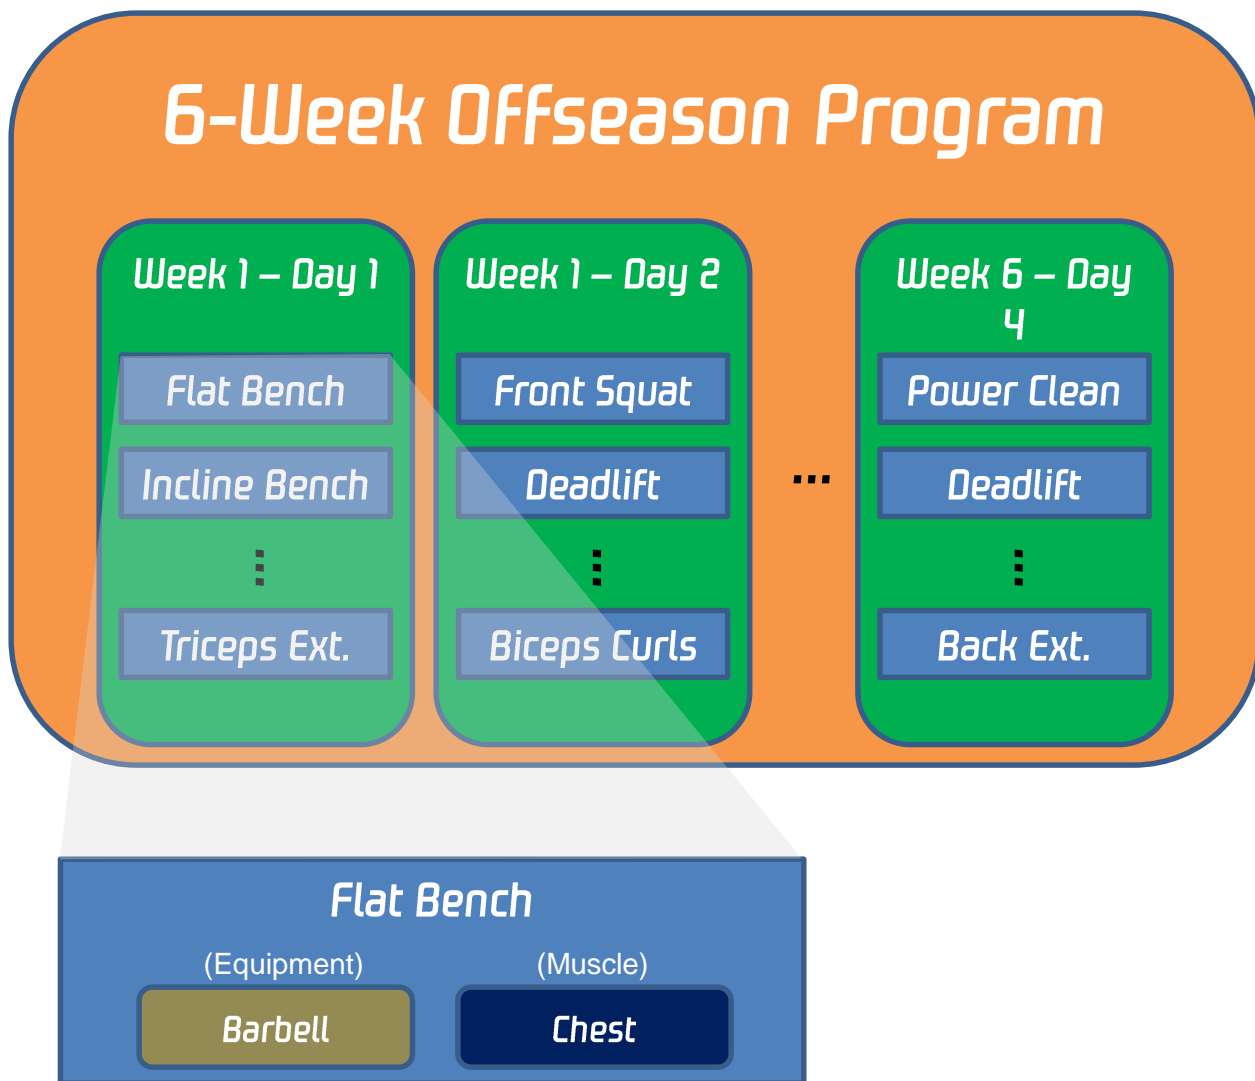 6-Week Offseason Program
Week 1 – Day 1
Flat Bench
Incline Bench
⋮
Triceps Ext.
Week 1 – Day 2
Front Squat
Deadlift
⋮
Biceps Curls
...
Week 6 – Day
4
Power Clean
Deadlift
⋮
Back Ext.
Flat Bench
(Equipment)
Barbell
(Muscle)
Chest